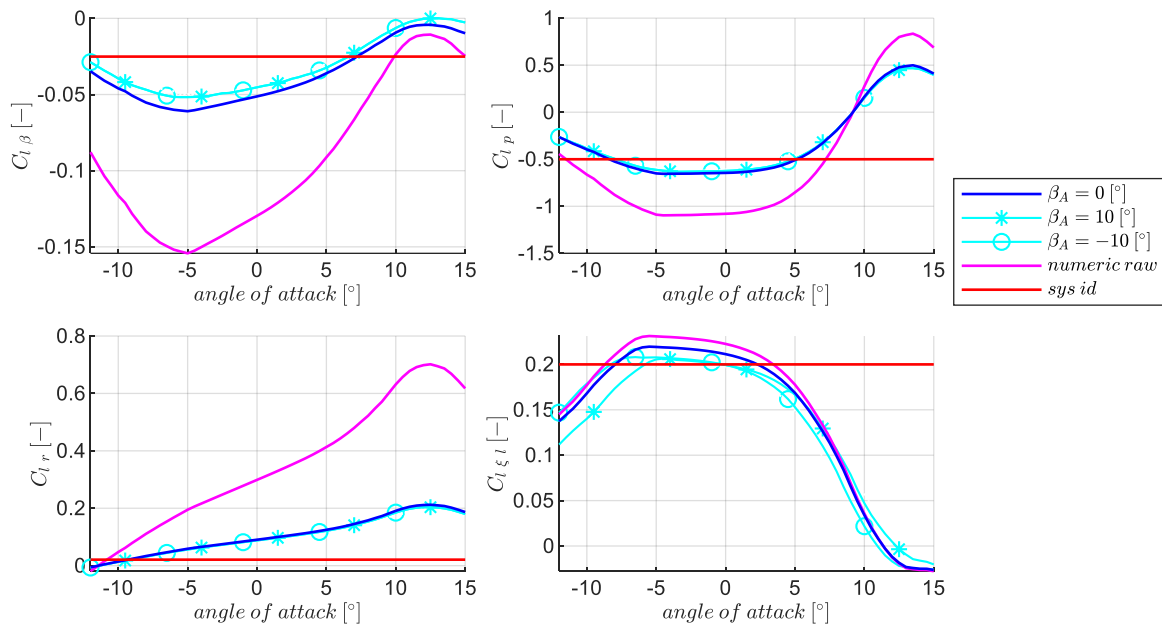 0
-0.05
-0.1
-0.15
C_{l β} [−]
-10 -5 0 5 10 15
angle of attack [°]
1
0.5
0
-0.5
-1
-1.5
C_{l p} [−]
-10 -5 0 5 10 15
angle of attack [°]
β_A = 0 [°]
β_A = 10 [°]
β_A = −10 [°]
numeric raw
sys id
0.8
0.6
0.4
0.2
0
C_{l r} [−]
-10 -5 0 5 10 15
angle of attack [°]
0.2
0.15
0.1
0.05
0
C_{l ξ l} [−]
-10 -5 0 5 10 15
angle of attack [°]